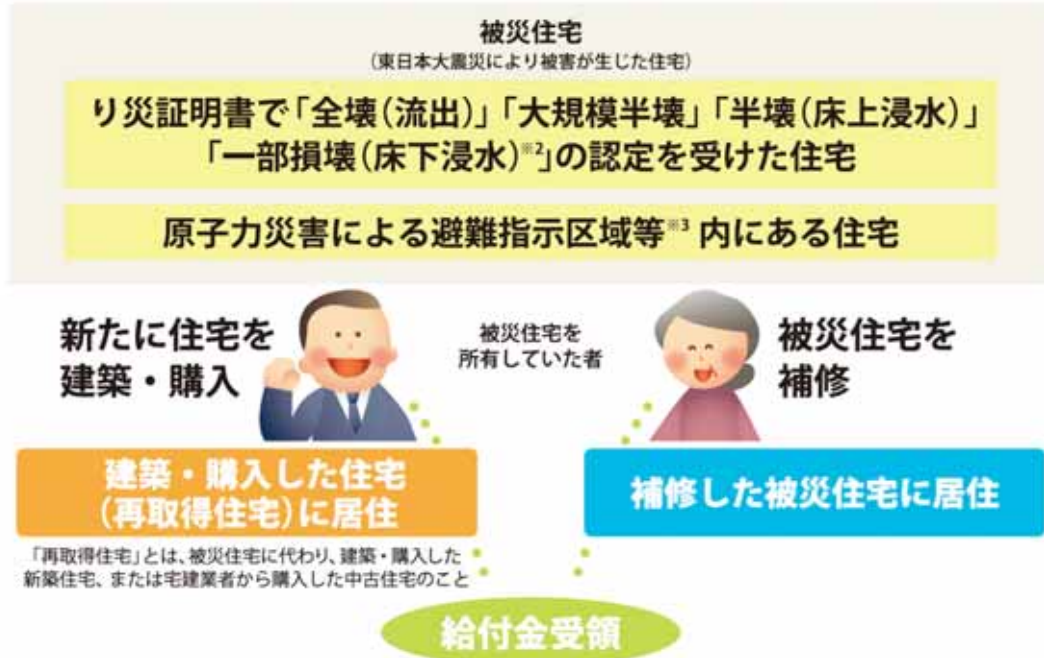 被災住宅
(東日本大震災により被害が生じた住宅)
り災証明書で「全壊(流出)」「大規模半壊」「半壊(床上浸水)」
「一部損壊(床下浸水)※2」の認定を受けた住宅
原子力災害による避難指示区域等※3 内にある住宅
新たに住宅を
建築・購入
被災住宅を
所有していた者
被災住宅を
補修
建築・購入した住宅
(再取得住宅)に居住
補修した被災住宅に居住
「再取得住宅」とは、被災住宅に代わり、建築・購入した
新築住宅、または宅建業者から購入した中古住宅のこと
給付金受領